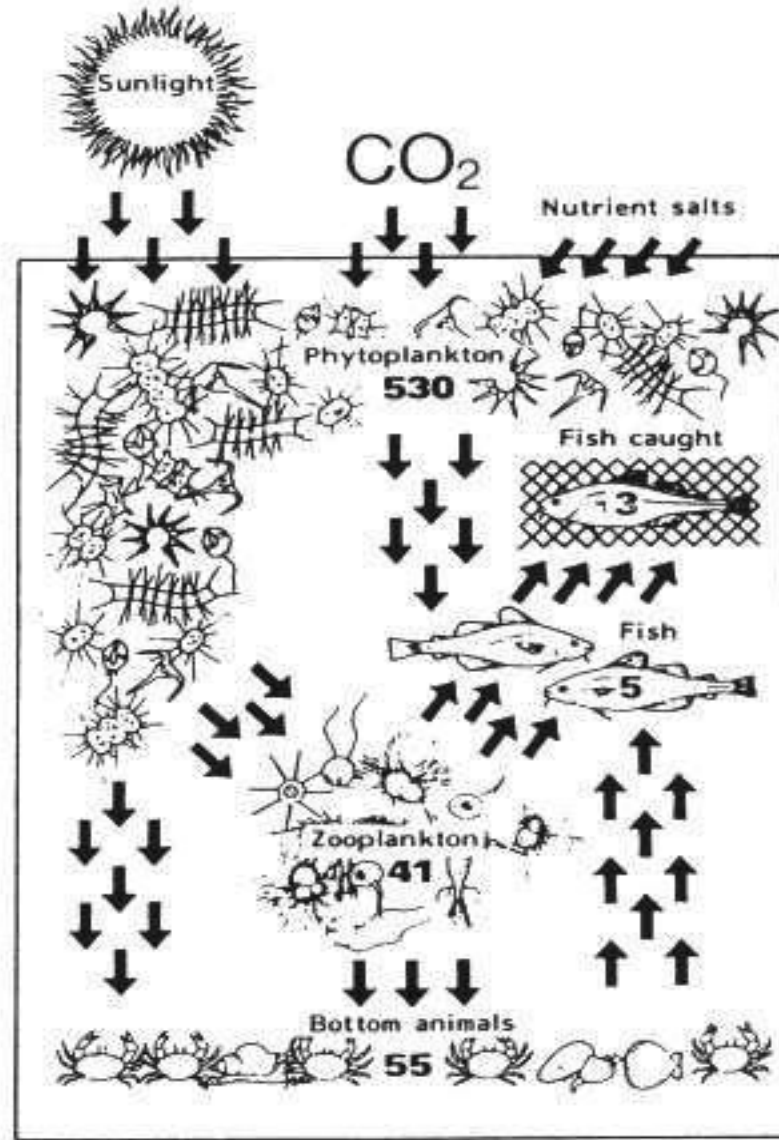 Sunlight
CO₂
Nutrient salts
Phytoplankton
530
Fish caught
3
Fish
5
Zooplankton
41
Bottom animals
55